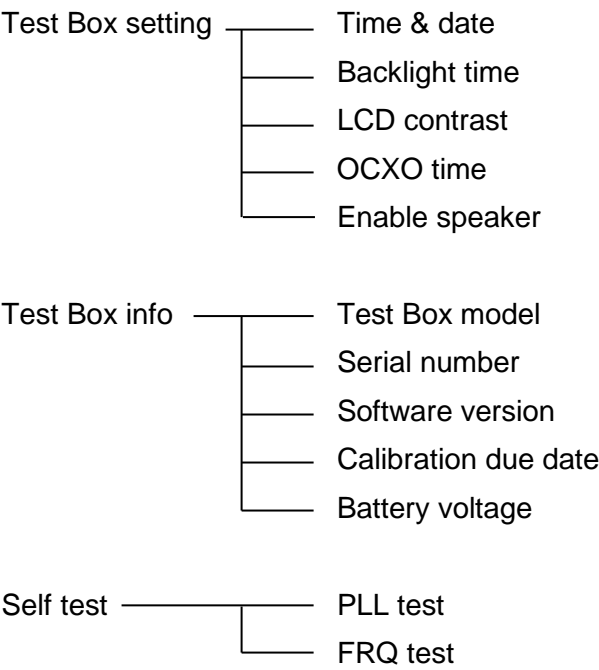 Test Box setting Time & date
Backlight time
LCD contrast
OCXO time
Enable speaker
Test Box info Test Box model
Serial number
Software version
Calibration due date
Battery voltage
Self test PLL test
FRQ test